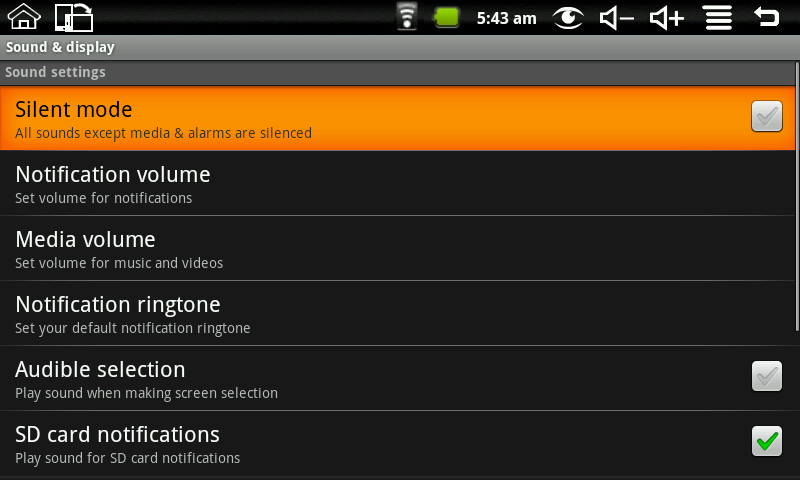 5:43 am
Sound & display
Sound settings
Silent mode
All sounds except media & alarms are silenced
Notification volume
Set volume for notifications
Media volume
Set volume for music and videos
Notification ringtone
Set your default notification ringtone
Audible selection
Play sound when making screen selection
SD card notifications
Play sound for SD card notifications